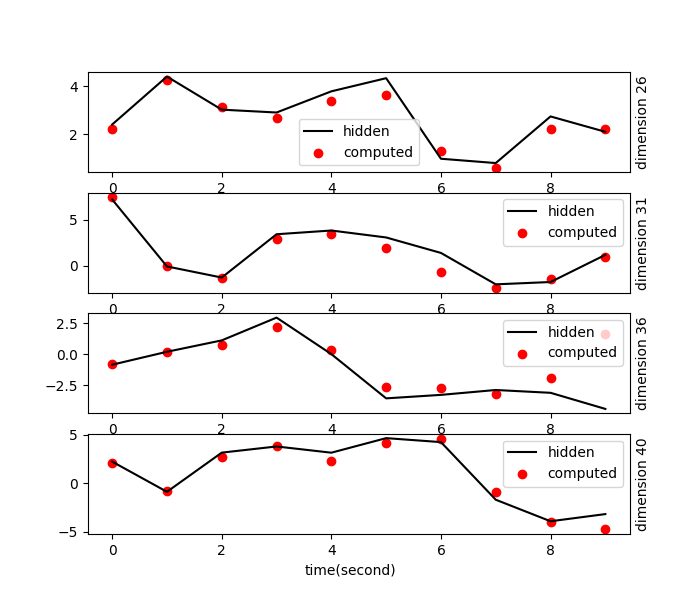 4
2
hidden
computed
dimension 26
0 2 4 6 8
5
0
hidden
computed
dimension 31
0 2 4 6 8
2.5
0.0
−2.5
hidden
computed
dimension 36
0 2 4 6 8
5
0
−5
hidden
computed
dimension 40
0 2 4 6 8
time(second)